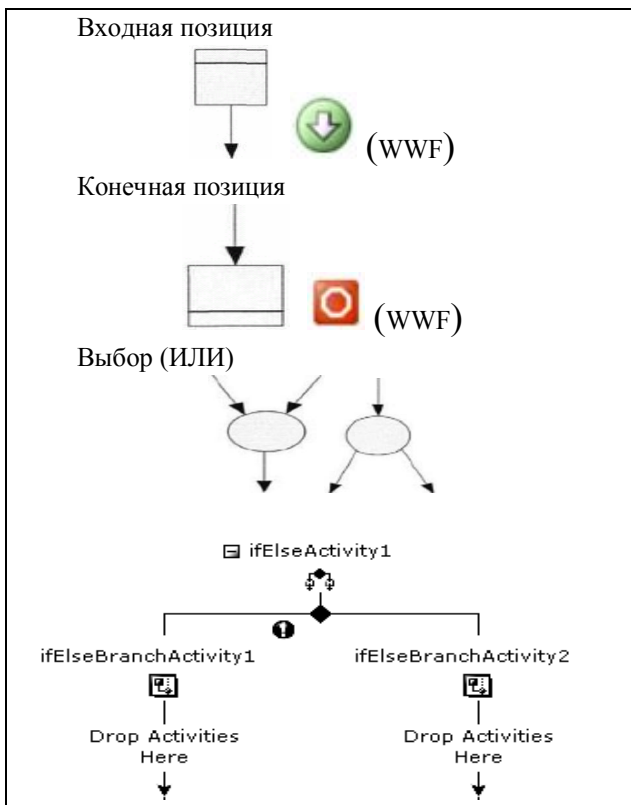 Входная позиция
(WWF)
Конечная позиция
(WWF)
Выбор (ИЛИ)
ifElseActivity1
ifElseBranchActivity1 ifElseBranchActivity2
Drop Activities Drop Activities
Here Here